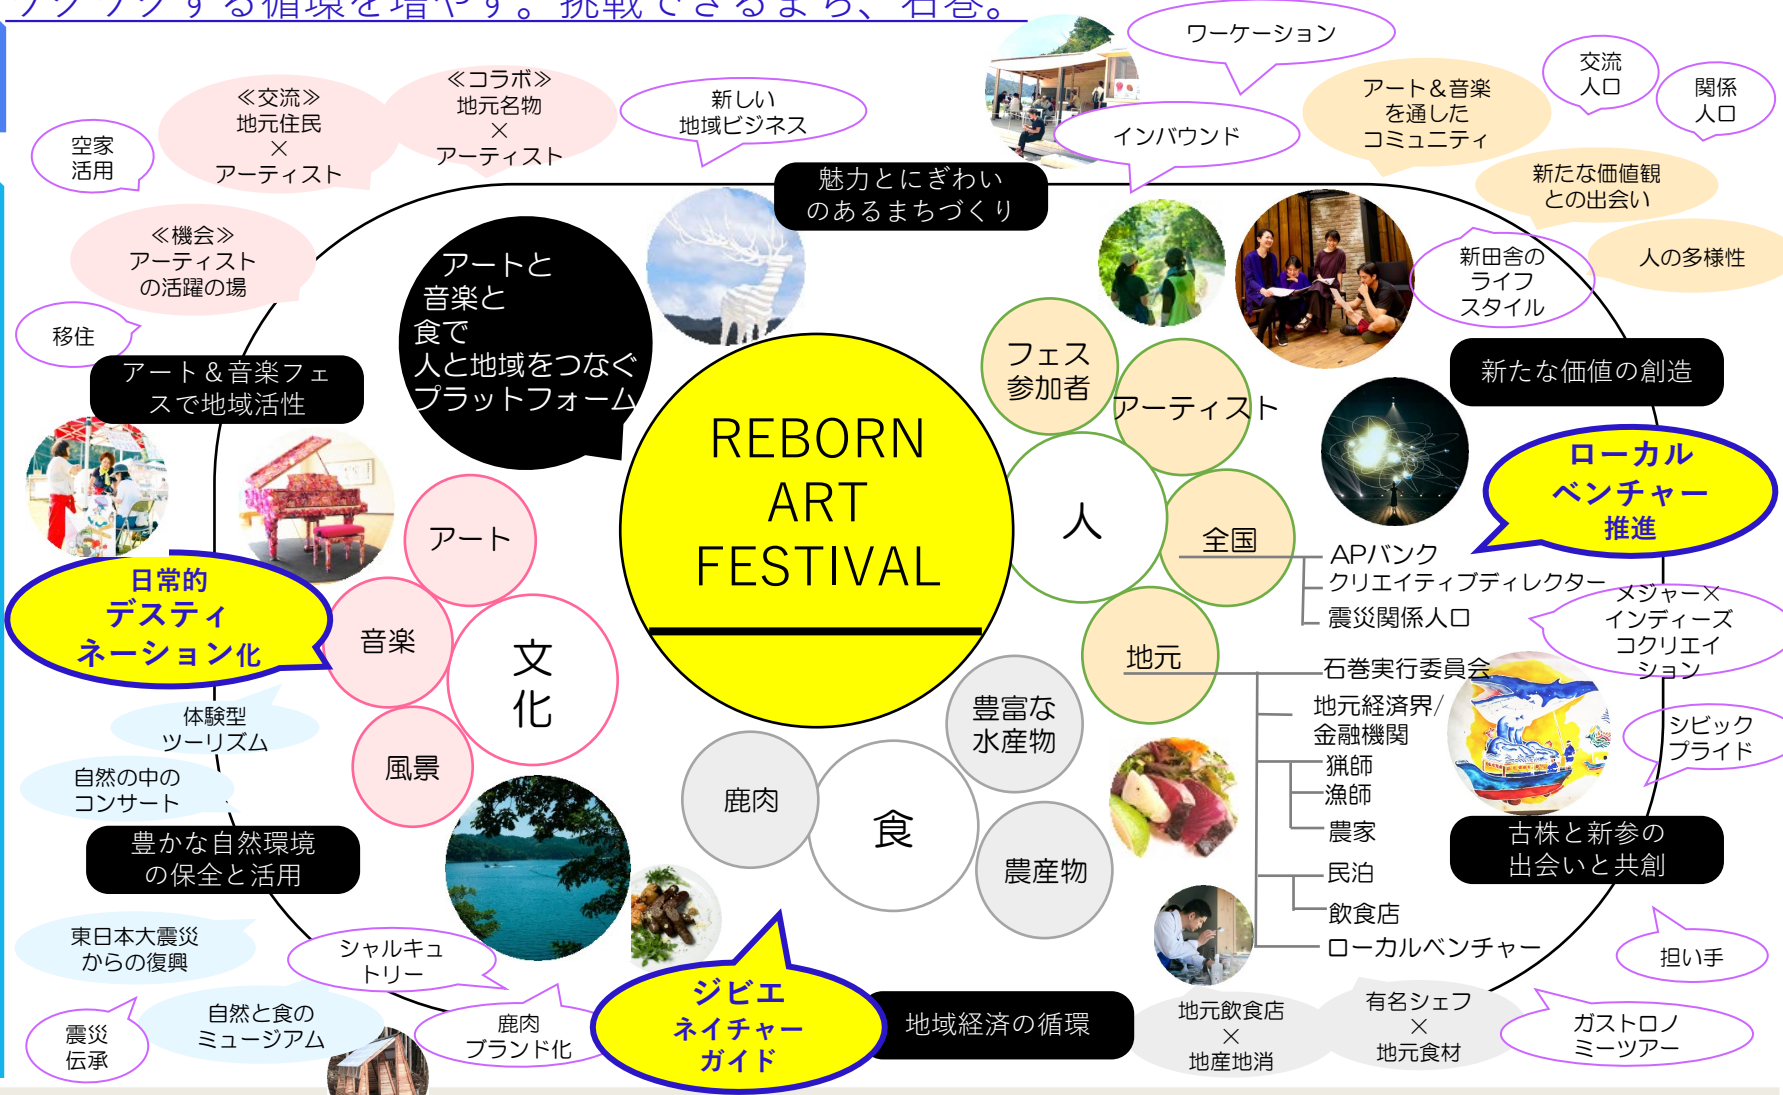 ワクワクする循環を増やす。挑戦できるまち、石巻。
ワーケーション
交流
人口
関係
人口
≪コラボ≫
地元名物
×
アーティスト
≪交流≫
地元住民
×
アーティスト
新しい
地域ビジネス
アート＆音楽
を通した
コミュニティ
インバウンド
空家
活用
魅力とにぎわい
のあるまちづくり
新たな価値観
との出会い
≪機会≫
アーティスト
の活躍の場
アートと
音楽と
食で
人と地域をつなぐ
プラットフォーム
新田舎の
ライフ
スタイル
人の多様性
移住
アート＆音楽フェ
スで地域活性
フェス
参加者
アーティスト
新たな価値の創造
REBORN
ART
FESTIVAL
ローカル
ベンチャー
推進
アート
人
全国
APバンク
クリエイティブディレクター
震災関係人口
日常的
デスティ
ネーション化
音楽
文
化
風景
地元
石巻実行委員会
地元経済界/
金融機関
猟師
漁師
農家
民泊
飲食店
ローカルベンチャー
メジャー×
インディーズ
コクリエイ
ション
シビック
プライド
体験型
ツーリズム
自然の中の
コンサート
豊富な
水産物
鹿肉
食
農産物
豊かな自然環境
の保全と活用
古株と新参の
出会いと共創
東日本大震災
からの復興
シャルキュ
トリー
担い手
ジビエ
ネイチャー
ガイド
地域経済の循環
地元飲食店
×
地産地消
有名シェフ
×
地元食材
ガストロノ
ミーツアー
震災
伝承
自然と食の
ミュージアム
鹿肉
ブランド化